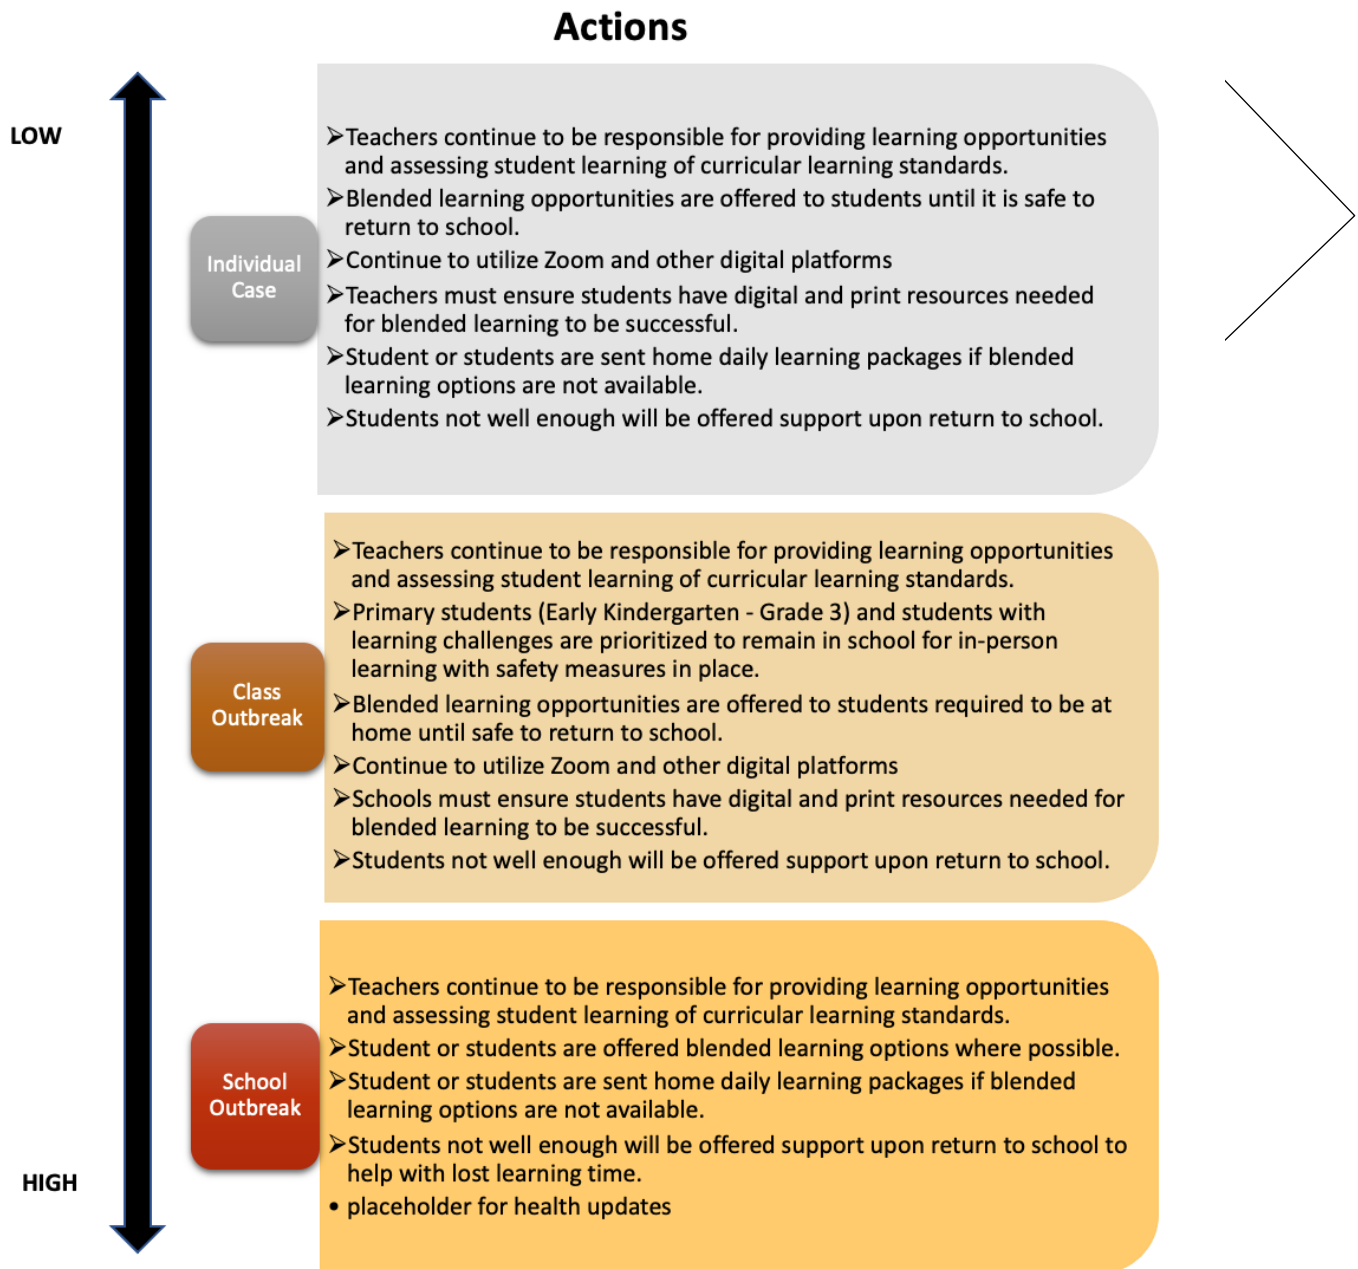 Actions
LOW
Individual
Case
➢Teachers continue to be responsible for providing learning opportunities
and assessing student learning of curricular learning standards.
➢Blended learning opportunities are offered to students until it is safe to
return to school.
➢Continue to utilize Zoom and other digital platforms
➢Teachers must ensure students have digital and print resources needed
for blended learning to be successful.
➢Student or students are sent home daily learning packages if blended
learning options are not available.
➢Students not well enough will be offered support upon return to school.
Class
Outbreak
➢Teachers continue to be responsible for providing learning opportunities
and assessing student learning of curricular learning standards.
➢Primary students (Early Kindergarten - Grade 3) and students with
learning challenges are prioritized to remain in school for in-person
learning with safety measures in place.
➢Blended learning opportunities are offered to students required to be at
home until safe to return to school.
➢Continue to utilize Zoom and other digital platforms
➢Schools must ensure students have digital and print resources needed for
blended learning to be successful.
➢Students not well enough will be offered support upon return to school.
School
Outbreak
➢Teachers continue to be responsible for providing learning opportunities
and assessing student learning of curricular learning standards.
➢Student or students are offered blended learning options where possible.
➢Student or students are sent home daily learning packages if blended
learning options are not available.
➢Students not well enough will be offered support upon return to school to
help with lost learning time.
• placeholder for health updates
HIGH